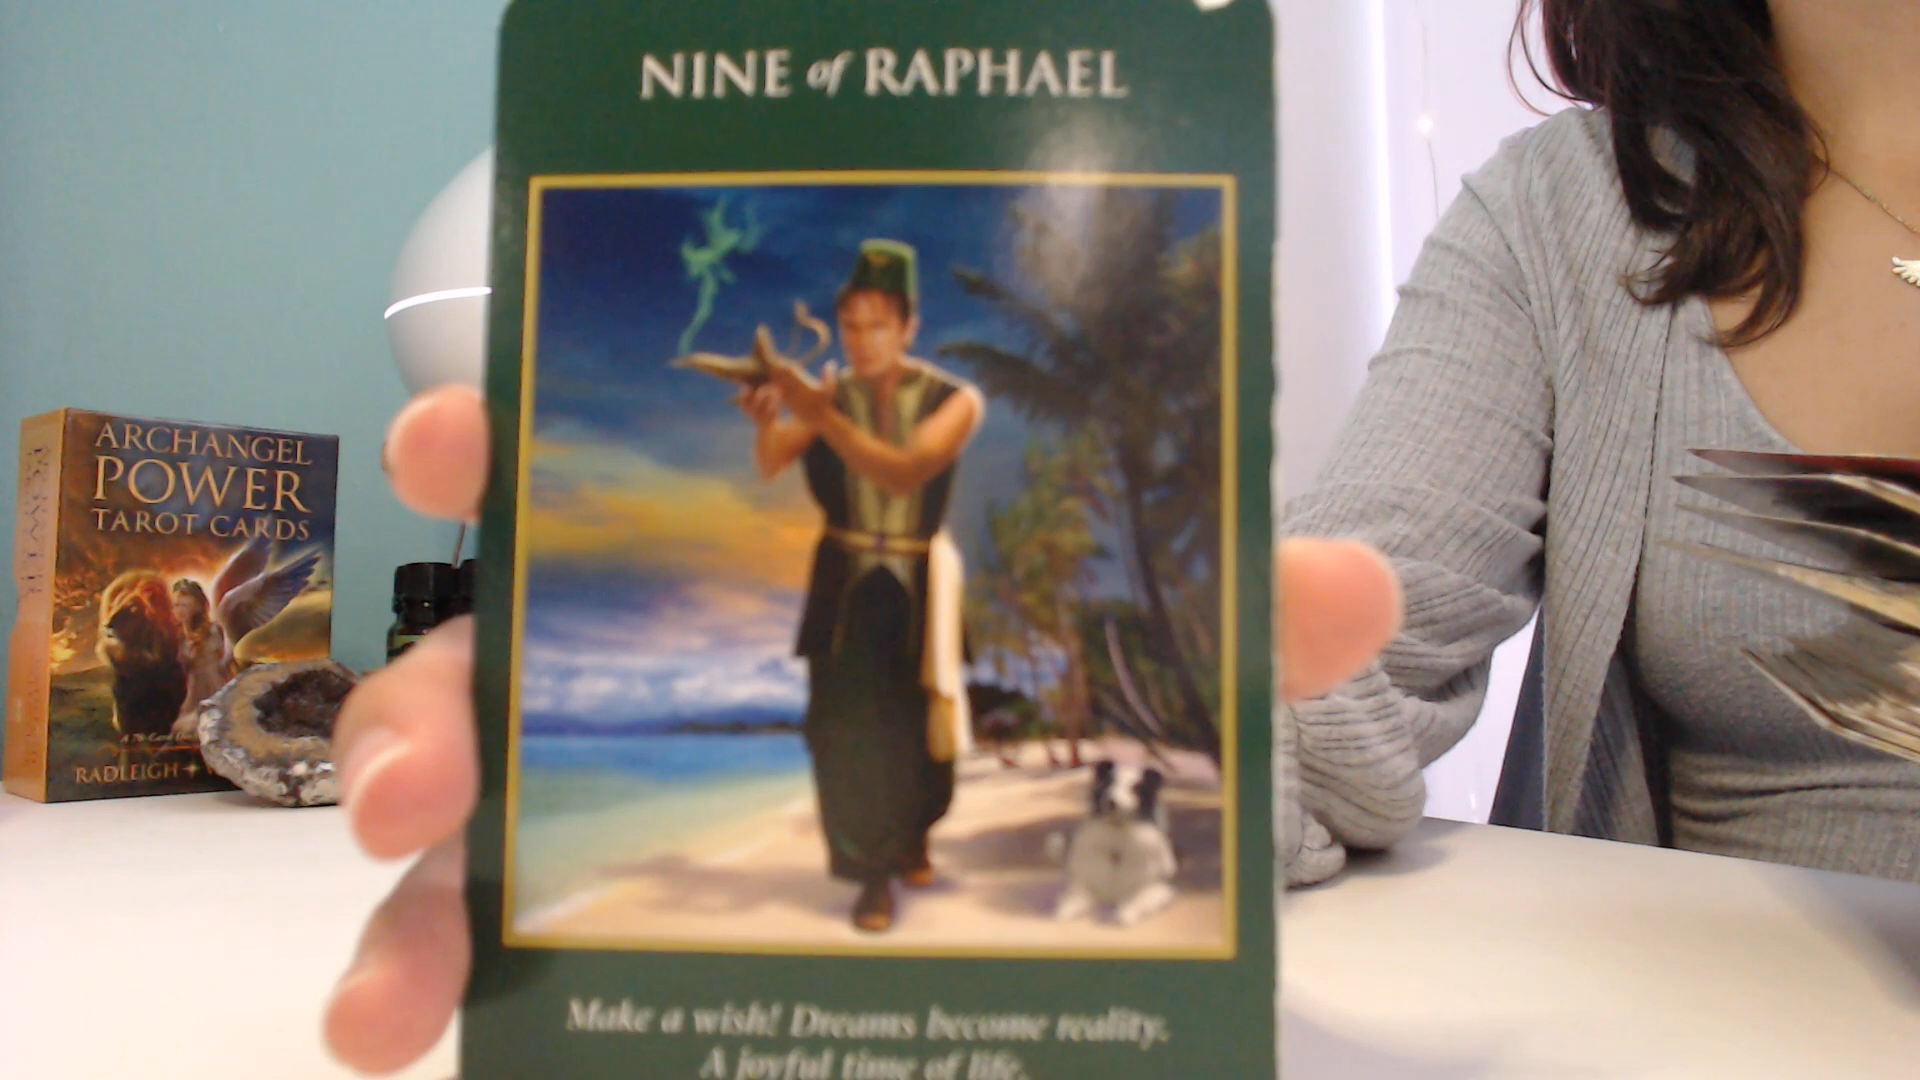 NINE of RAPHAEL
Make a wish! Dreams become reality.
A joyful time of life.
ARCHANGEL
POWER
TAROT CARDS
RADLEIGH